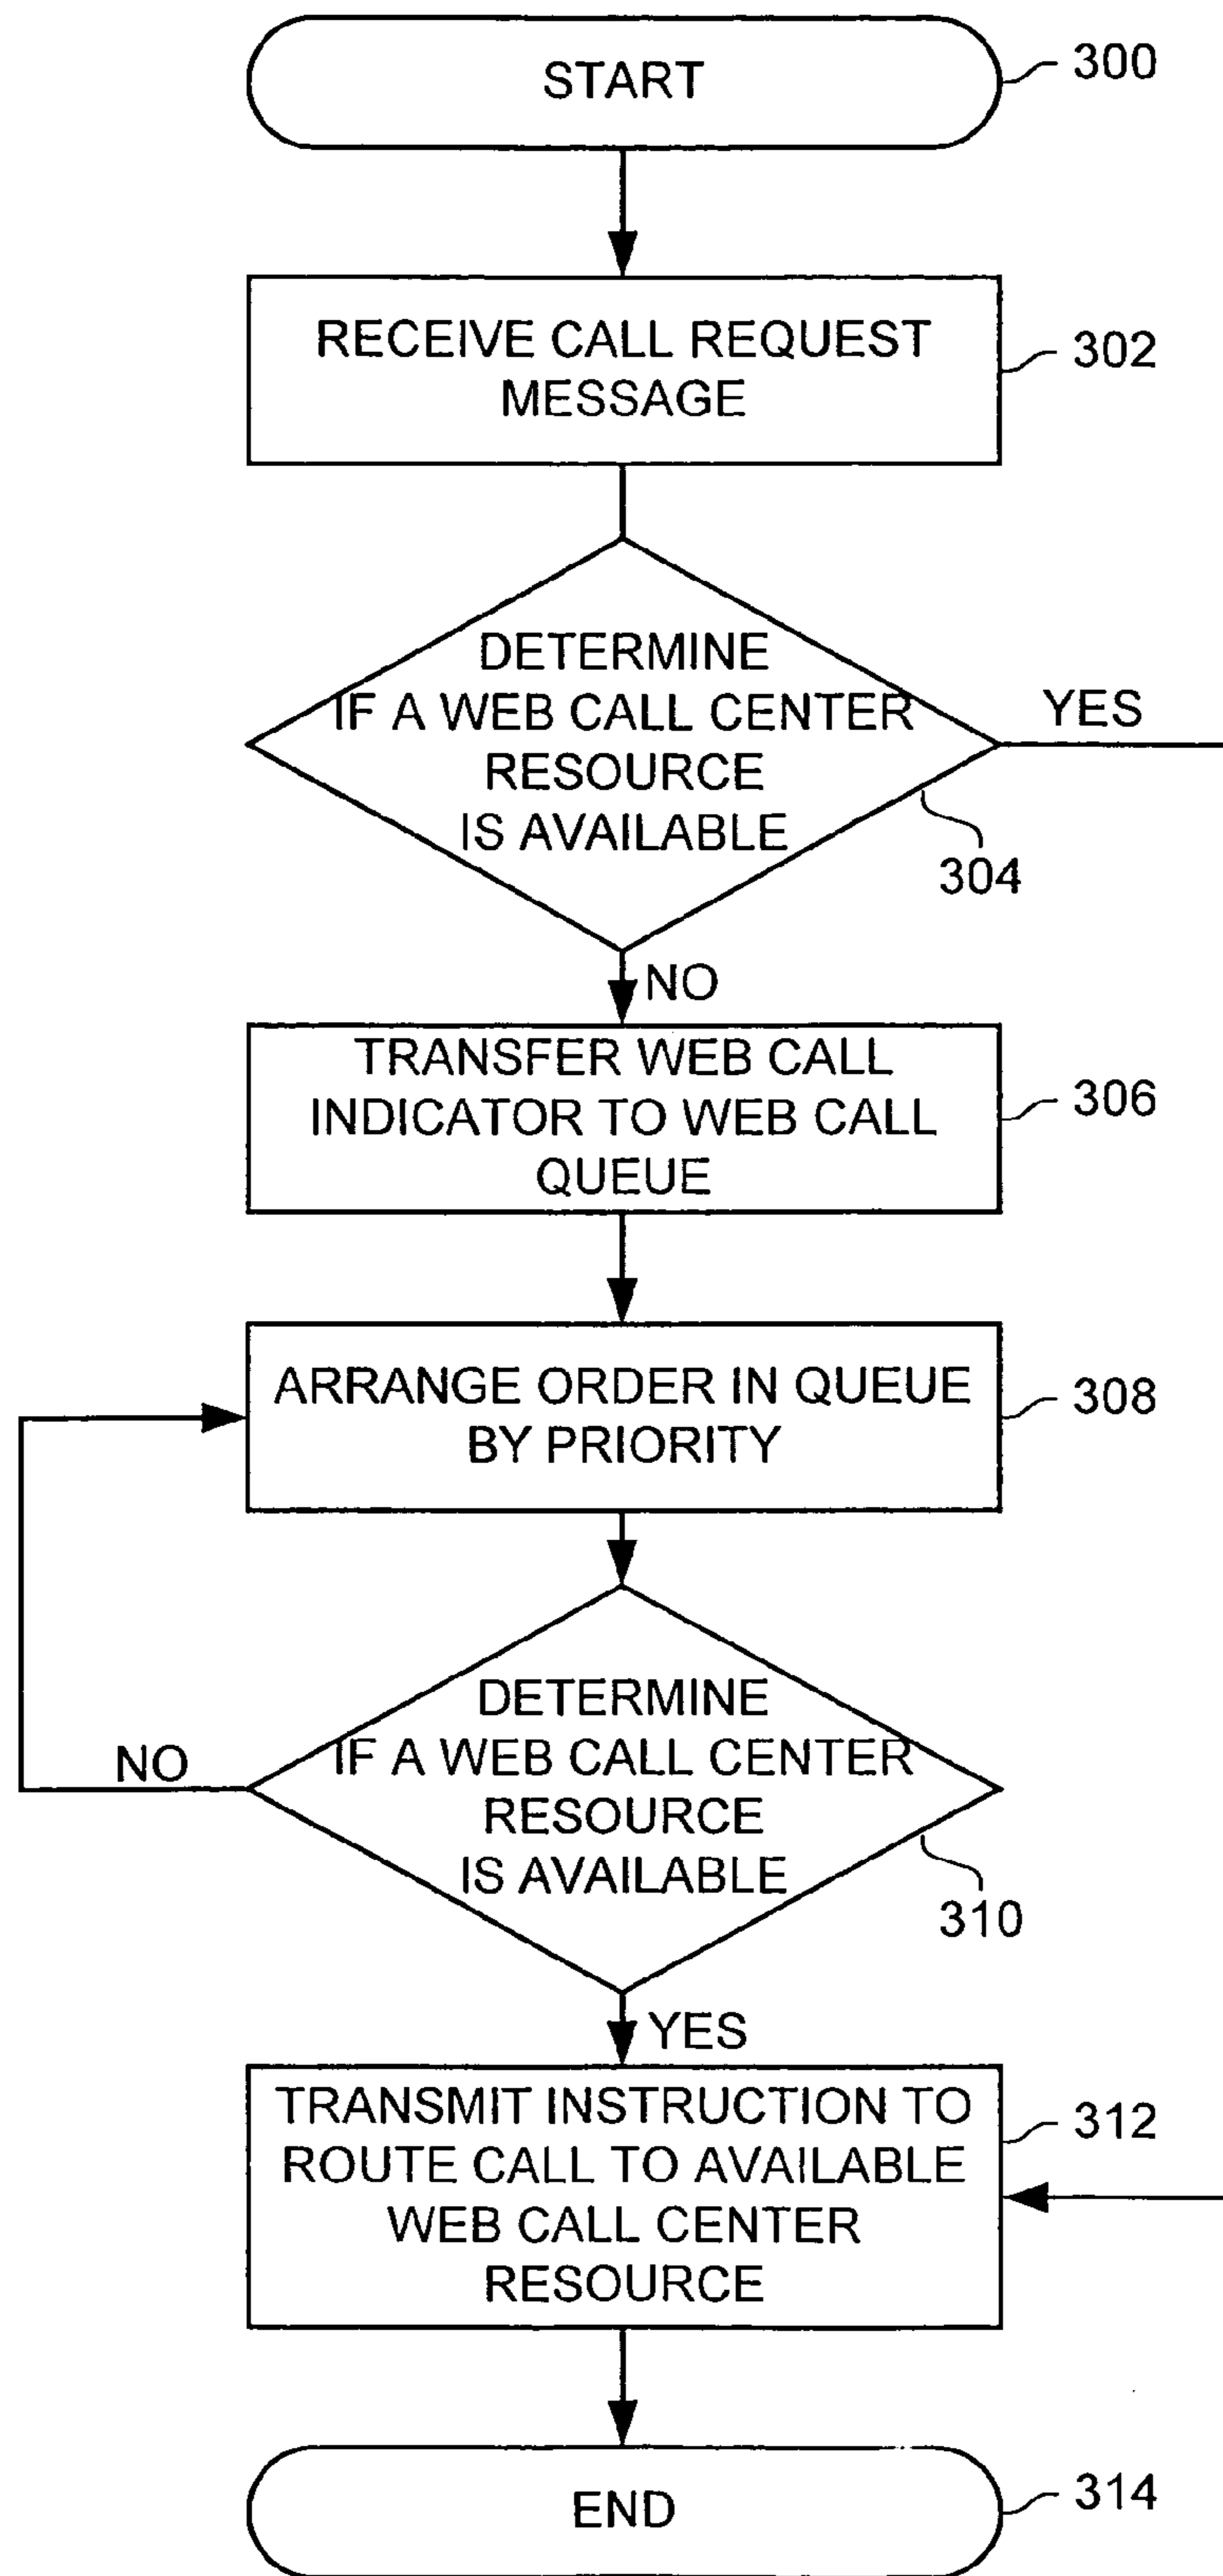 START
300
RECEIVE CALL REQUEST
MESSAGE
302
DETERMINE
IF A WEB CALL CENTER
RESOURCE
IS AVAILABLE
YES
304
NO
TRANSFER WEB CALL
INDICATOR TO WEB CALL
QUEUE
306
ARRANGE ORDER IN QUEUE
BY PRIORITY
308
DETERMINE
IF A WEB CALL CENTER
RESOURCE
IS AVAILABLE
NO
310
YES
TRANSMIT INSTRUCTION TO
ROUTE CALL TO AVAILABLE
WEB CALL CENTER
RESOURCE
312
END
314